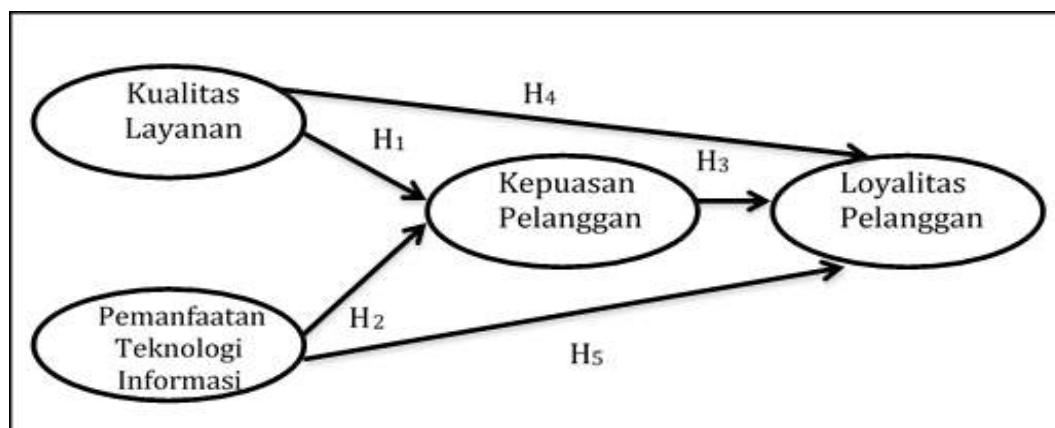 Kualitas
Layanan
H4
H1
H3
Kepuasan
Pelanggan
Loyalitas
Pelanggan
Pemanfaatan
Teknologi
Informasi
H2
H5